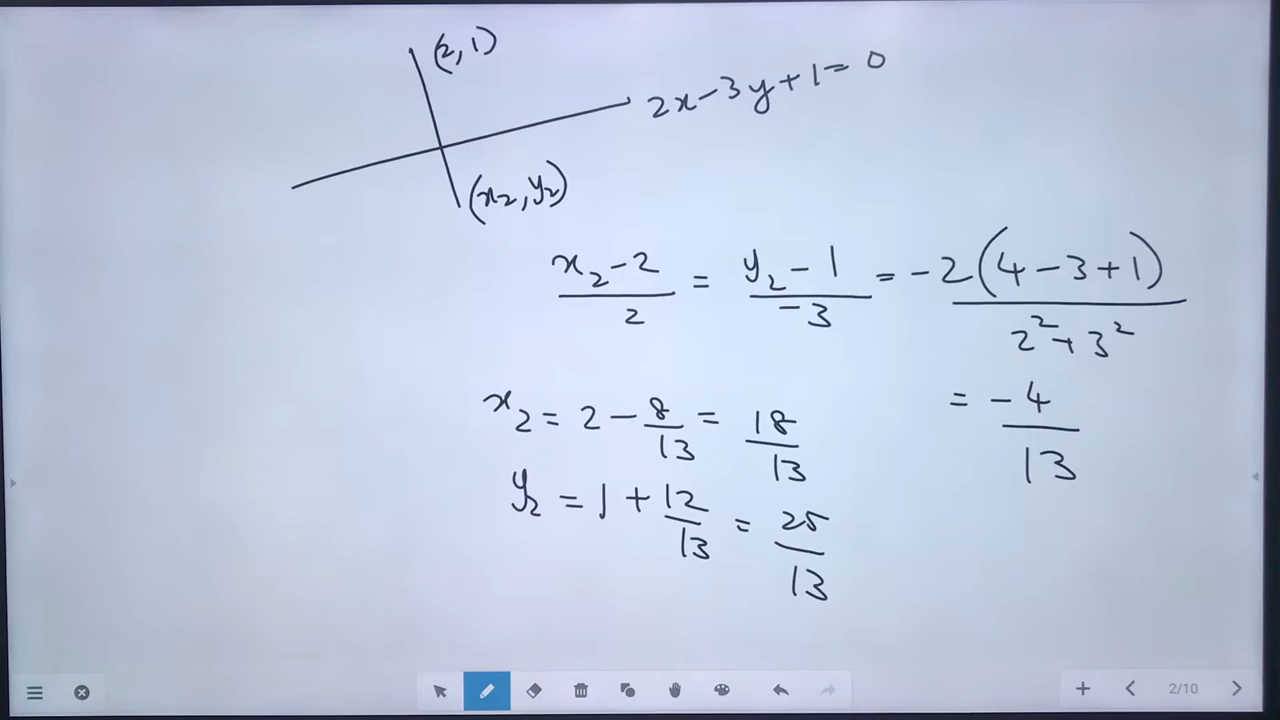 (2, 1)
2x - 3y + 1 = 0
(x₂, y₂)
x₂ - 2 / 2 = y₂ - 1 / -3 = -2(4 - 3 + 1) / 2² + 3²
= -4 / 13
x₂ = 2 - 8/13 = 18/13
y₂ = 1 + 12/13 = 25/13
2/10